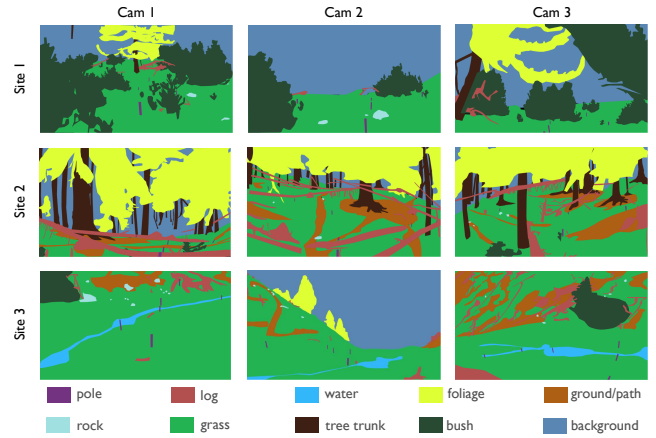 Cam 1 Cam 2 Cam 3
Site 1
Site 2
Site 3
pole log water foliage ground/path
rock grass tree trunk bush background